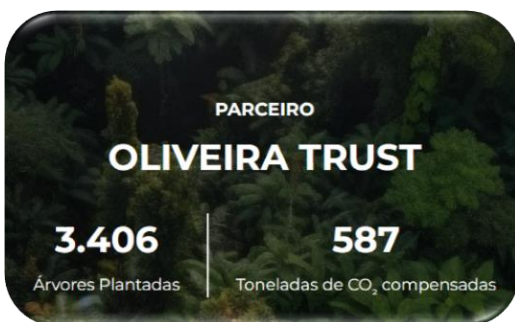 PARCEIRO
OLIVEIRA TRUST
3.406
Árvores Plantadas
587
Toneladas de CO₂ compensadas